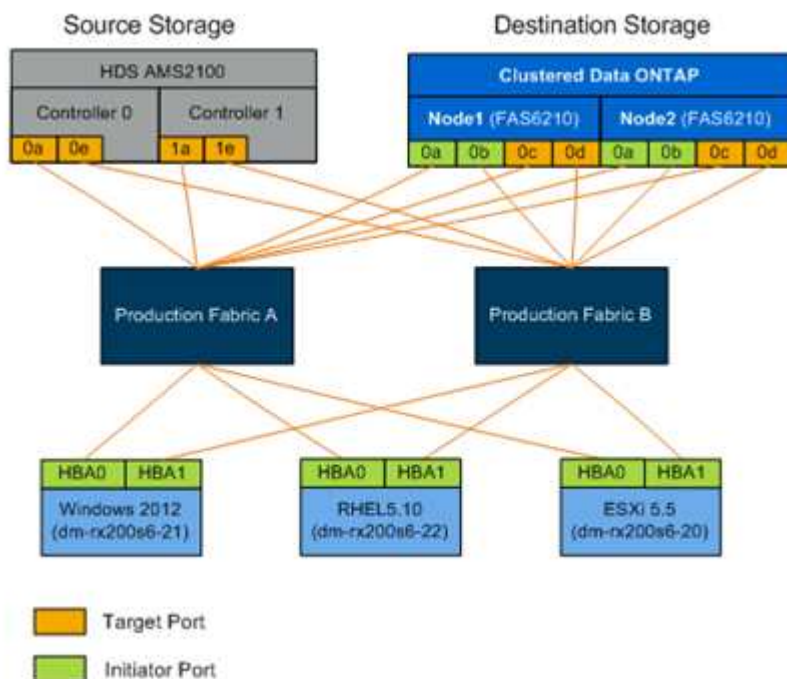 Source Storage
Destination Storage
HDS AMS2100
Controller 0
Controller 1
0a 0e 1a 1e
Clustered Data ONTAP
Node1 (FAS6210)
Node2 (FAS6210)
0a 0b 0c 0d 0a 0b 0c 0d
Production Fabric A
Production Fabric B
HBA0 HBA1
Windows 2012
(dm-rx200s6-21)
HBA0 HBA1
RHEL5.10
(dm-rx200s6-22)
HBA0 HBA1
ESXi 5.5
(dm-rx200s6-20)
Target Port
Initiator Port